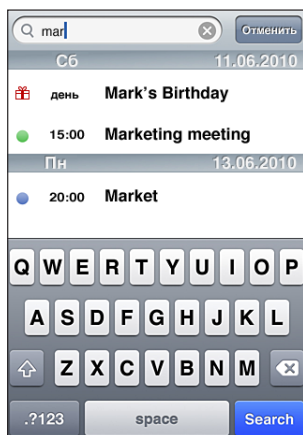 mar Отменить
Сб 11.06.2010
день Mark's Birthday
15:00 Marketing meeting
Пн 13.06.2010
20:00 Market
Q W E R T Y U I O P
A S D F G H J K L
Z X C V B N M
.?123 space Search